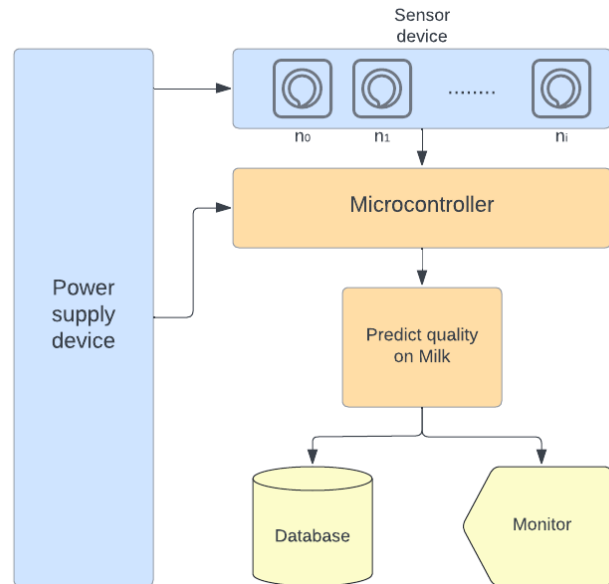 Sensor
device
........
n₀
n₁
nᵢ
Microcontroller
Power
supply
device
Predict quality
on Milk
Database
Monitor